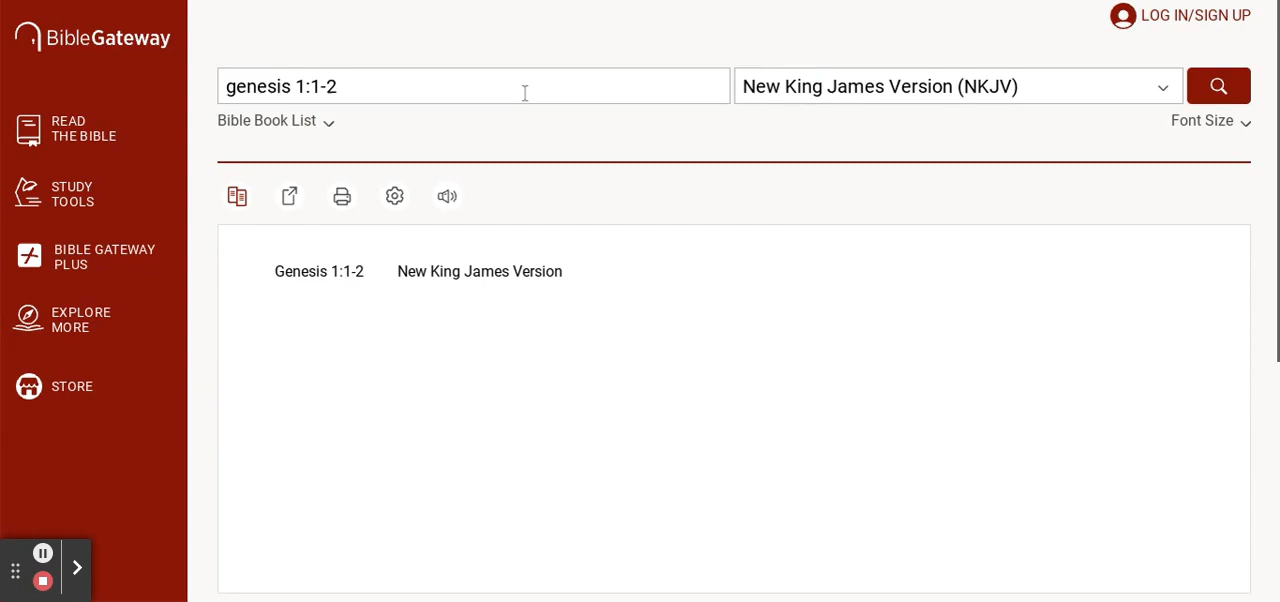 BibleGateway
LOG IN/SIGN UP
genesis 1:1-2
New King James Version (NKJV)
Bible Book List
Font Size
READ
THE BIBLE
STUDY
TOOLS
BIBLE GATEWAY
PLUS
EXPLORE
MORE
STORE
Genesis 1:1-2 New King James Version